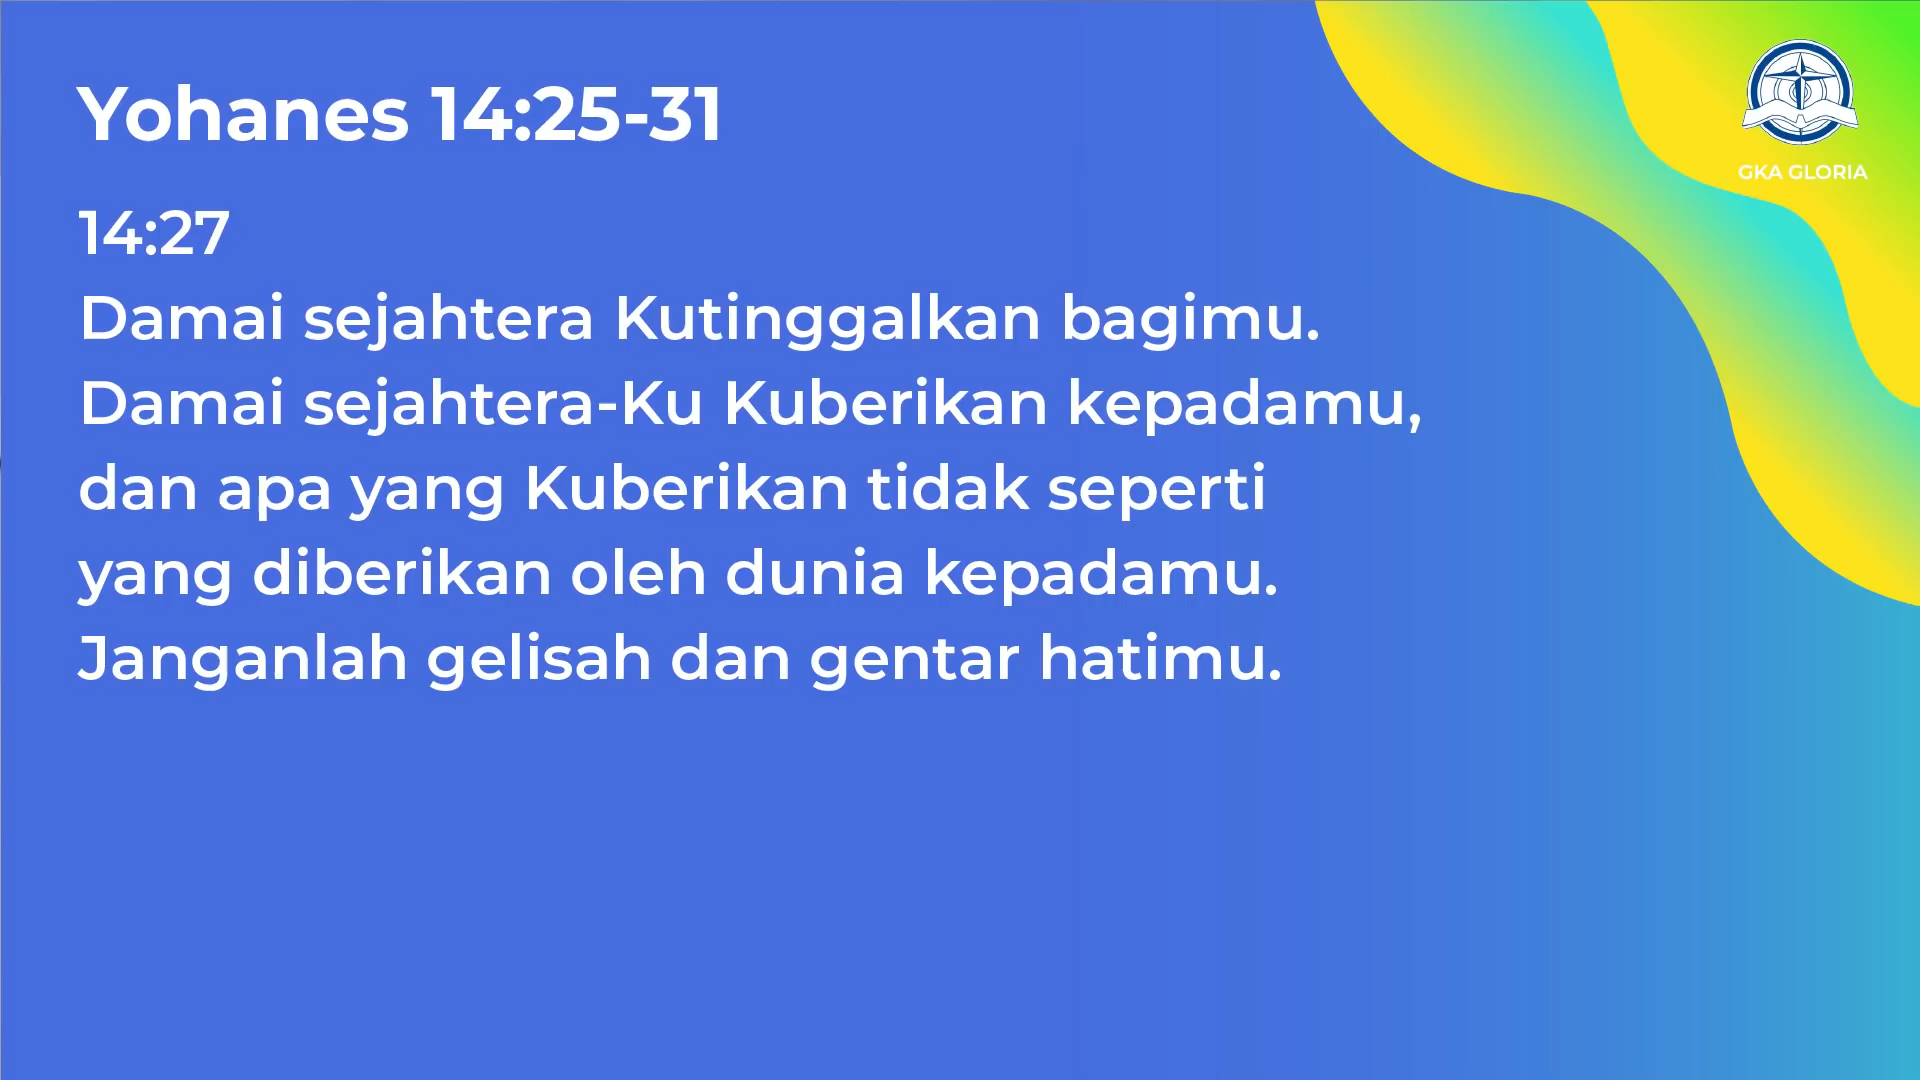 Yohanes 14:25-31
GKA GLORIA
14:27
Damai sejahtera Kutinggalkan bagimu.
Damai sejahtera-Ku Kuberikan kepadamu,
dan apa yang Kuberikan tidak seperti
yang diberikan oleh dunia kepadamu.
Janganlah gelisah dan gentar hatimu.